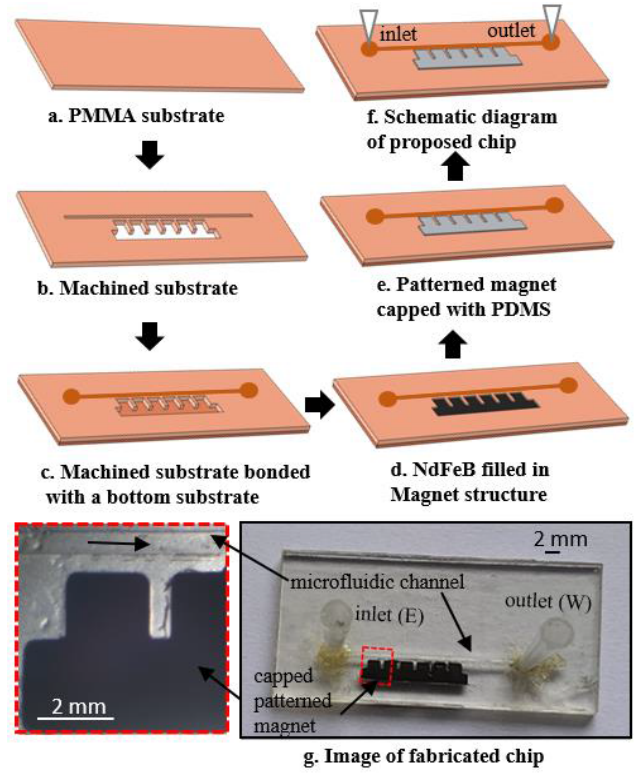 a. PMMA substrate
b. Machined substrate
c. Machined substrate bonded
with a bottom substrate
d. NdFeB filled in
Magnet structure
e. Patterned magnet
capped with PDMS
inlet
outlet
f. Schematic diagram
of proposed chip
2 mm
microfluidic channel
inlet (E)
outlet (W)
capped
patterned
magnet
2 mm
g. Image of fabricated chip